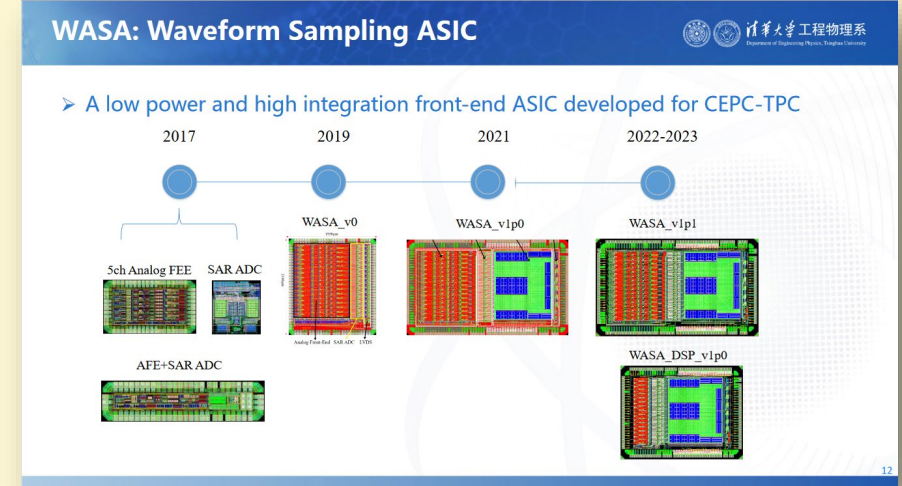 WASA: Waveform Sampling ASIC
清华大学工程物理系
Department of Engineering Physics, Tsinghua University
➢ A low power and high integration front-end ASIC developed for CEPC-TPC
2017 2019 2021 2022-2023
WASA_v0 WASA_v1p0 WASA_v1p1
5ch Analog FEE SAR ADC
Analog Front-End SAR ADC LVDS
AFE+SAR ADC
WASA_DSP_v1p0
12